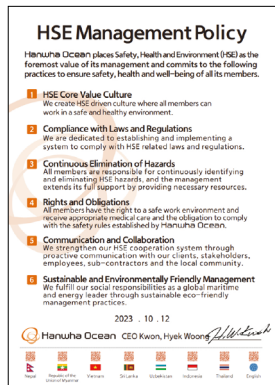 HSE Management Policy
Hanwha Ocean places Safety, Health and Environment (HSE) as the
foremost value of its management and commits to the following
practices to ensure safety, health and well-being of all its members.
1 HSE Core Value Culture
We create HSE driven culture where all members can
work in a safe and healthy environment.
2 Compliance with Laws and Regulations
We are dedicated to establishing and implementing a
system to comply with HSE related laws and regulations.
3 Continuous Elimination of Hazards
All members are responsible for continuously identifying
and eliminating HSE hazards, and the management
extends its full support by providing necessary resources.
4 Rights and Obligations
All members have the right to a safe work environment and
receive appropriate medical care and the obligation to comply
with the safety rules established by Hanwha Ocean.
5 Communication and Collaboration
We strengthen our HSE cooperation system through
proactive communication with our clients, stakeholders,
employees, sub-contractors and the local community.
6 Sustainable and Environmentally Friendly Management
We fulfill our social responsibilities as a global maritime
and energy leader through sustainable eco-friendly
management practices.
2023 . 10 . 12
Hanwha Ocean CEO Kwon, Hyek Woong
Nepal Republic of the Union of Myanmar Vietnam Sri Lanka Uzbekistan Indonesia Thailand English